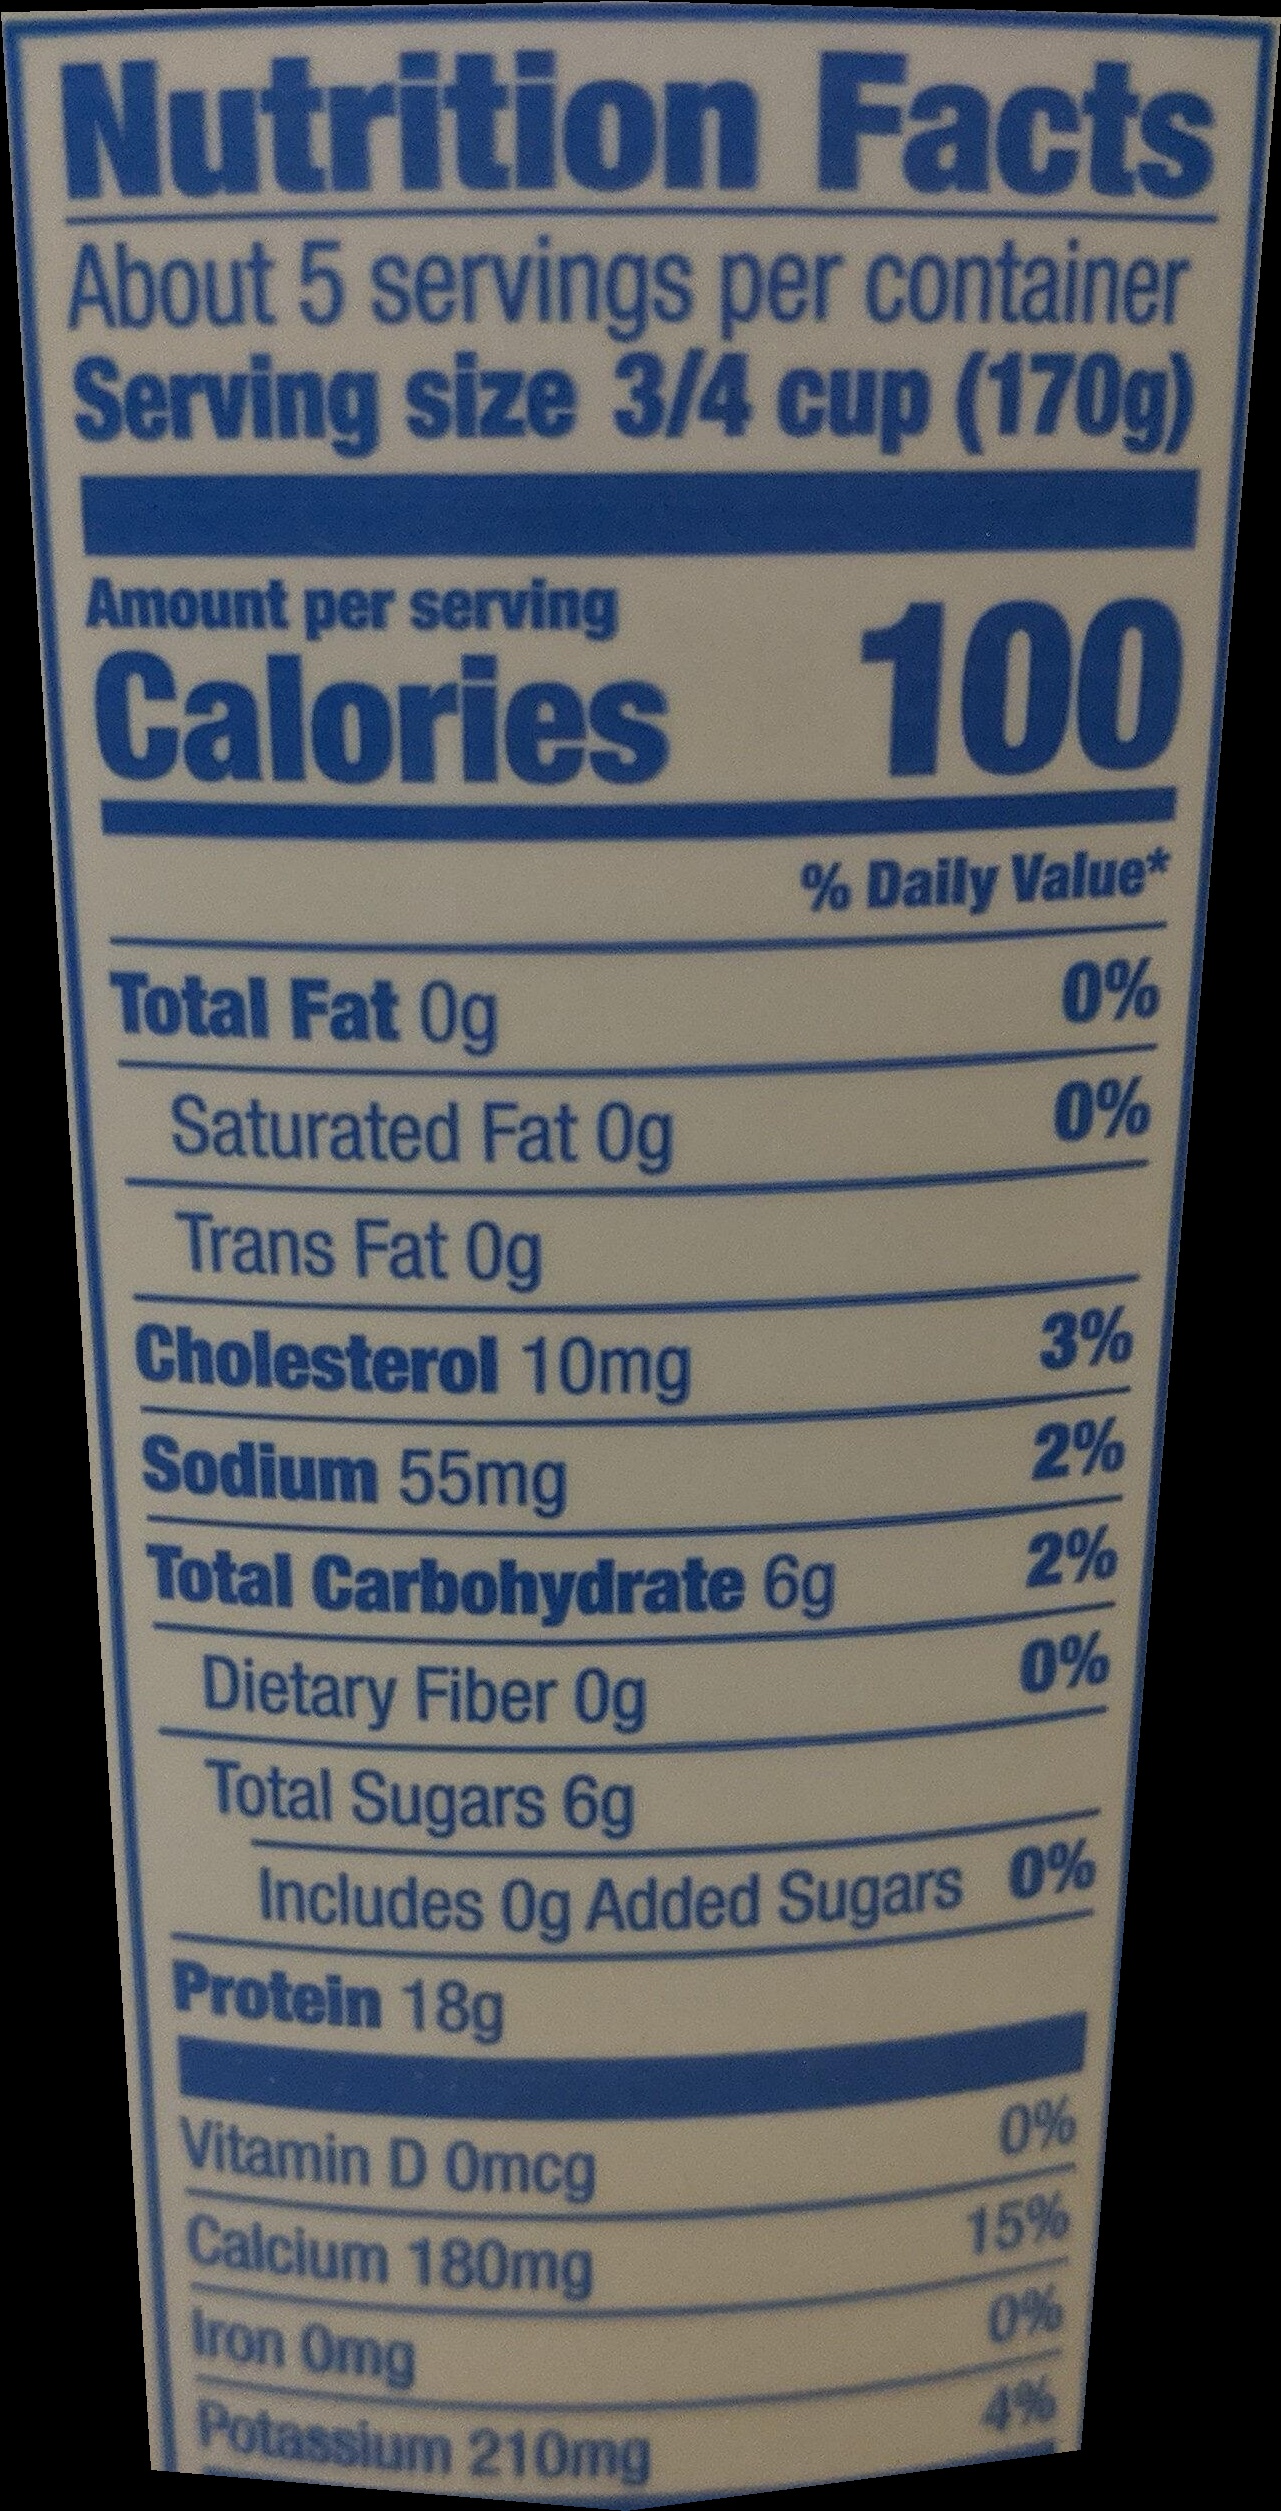 Nutrition Facts
About 5 servings per container
Serving size 3/4 cup (170g)
Amount per serving
Calories 100
% Daily Value*
Total Fat 0g 0%
Saturated Fat 0g 0%
Trans Fat 0g
Cholesterol 10mg 3%
Sodium 55mg 2%
Total Carbohydrate 6g 2%
Dietary Fiber 0g 0%
Total Sugars 6g
Includes 0g Added Sugars 0%
Protein 18g
Vitamin D 0mcg 0%
Calcium 180mg 15%
Iron 0mg 0%
Potassium 210mg 4%